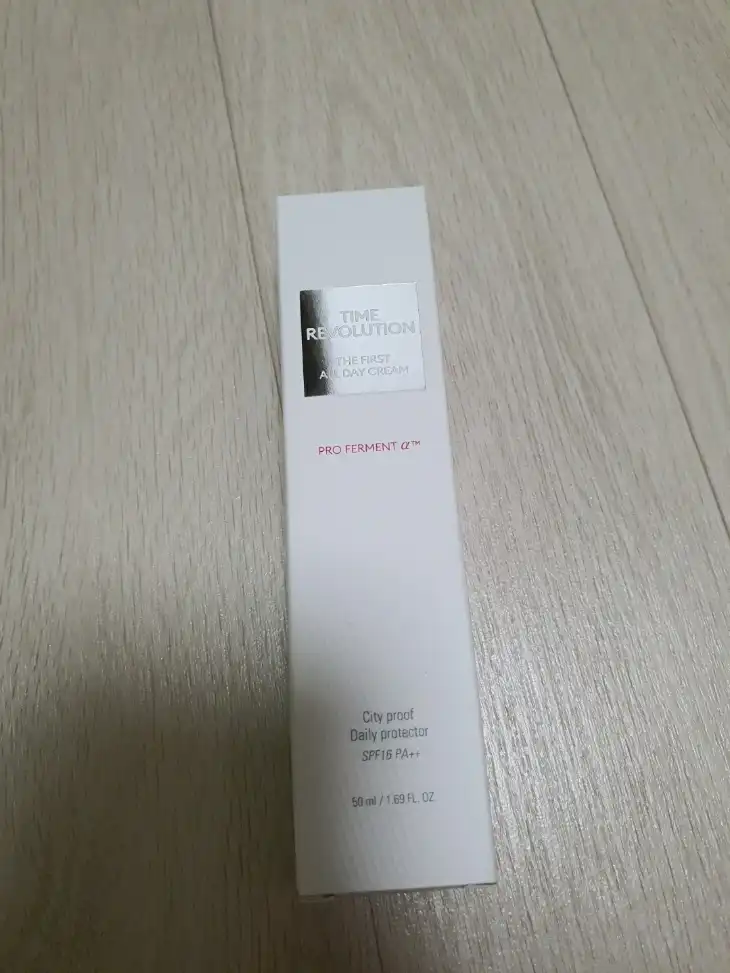 TIME
REVOLUTION
THE FIRST
ALL DAY CREAM
PRO FERMENT α™
City proof
Daily protector
SPF16 PA++
50 ml / 1.69 FL. OZ.